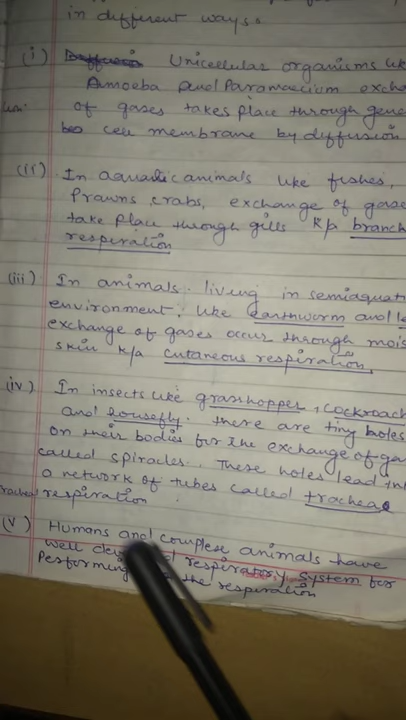 in different ways:
(i) Diffusion Unicellular organisms like
Amoeba and Paramaecium exch
of gases takes place through gene
cell membrane by diffusion
(ii) In aquatic animals like fishes,
Prawns crabs, exchange of gase
take place through gills k/a branch
respiration
(iii) In animals living in semiaquati
environment. like earthworm and le
exchange of gases occur through mois
skin k/a cutaneous respiration.
(iv) In insects like grasshopper, cockroach
and housefly. there are tiny holes
on their bodies for the exchange of ga
called spiracles. These holes lead int
a network of tubes called tracheae
respiration
(v) Humans and complex animals have
well respiratory system for
Performing the respiration